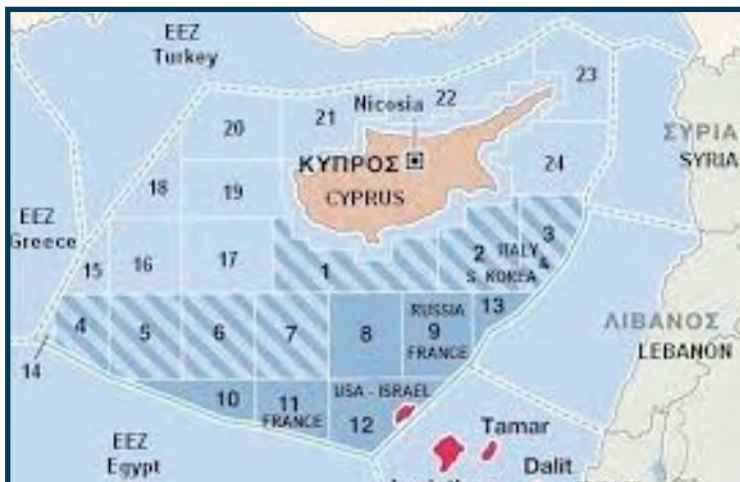 EEZ
Turkey
23
22
Nicosia
21
20
ΣΥΡΙΑ
SYRIA
ΚΥΠΡΟΣ
CYPRUS
24
18
19
EEZ
Greece
15
16
17
1
2
ITALY
3
&
S. KOREA
4
5
6
7
8
RUSSIA
9
FRANCE
13
ΛΙΒΑΝΟΣ
LEBANON
14
10
11
FRANCE
USA - ISRAEL
12
Tamar
Dalit
EEZ
Egypt